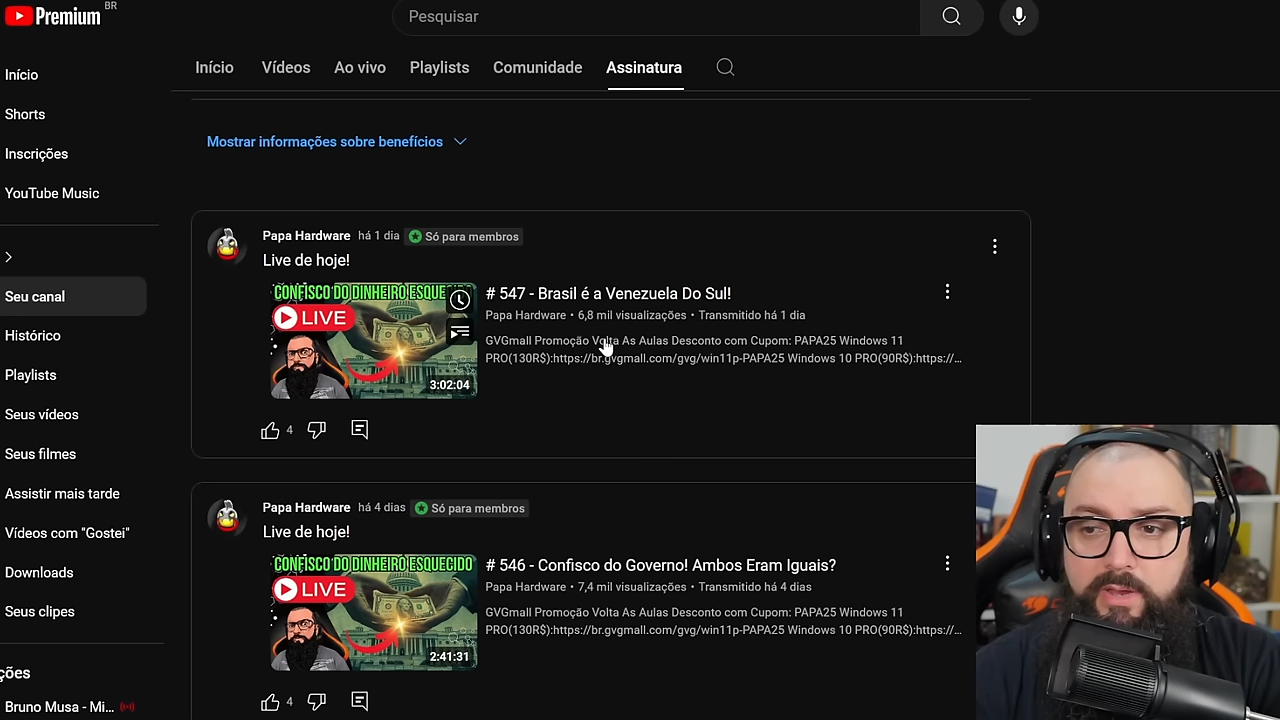 Premium BR
Pesquisar
Início Vídeos Ao vivo Playlists Comunidade Assinatura
Início
Shorts
Inscrições
YouTube Music
Seu canal
Histórico
Playlists
Seus vídeos
Seus filmes
Assistir mais tarde
Vídeos com "Gostei"
Downloads
Seus clipes
ções
Bruno Musa - Mi...
Mostrar informações sobre benefícios
Papa Hardware há 1 dia Só para membros
Live de hoje!
CONFISCO DO DINHEIRO ESQUECIDO
LIVE
3:02:04
# 547 - Brasil é a Venezuela Do Sul!
Papa Hardware • 6,8 mil visualizações • Transmitido há 1 dia
GVGmall Promoção Volta As Aulas Desconto com Cupom: PAPA25 Windows 11
PRO(130R$):https://br.gvgmall.com/gvg/win11p-PAPA25 Windows 10 PRO(90R$):https://...
4
Papa Hardware há 4 dias Só para membros
Live de hoje!
CONFISCO DO DINHEIRO ESQUECIDO
LIVE
2:41:31
# 546 - Confisco do Governo! Ambos Eram Iguais?
Papa Hardware • 7,4 mil visualizações • Transmitido há 4 dias
GVGmall Promoção Volta As Aulas Desconto com Cupom: PAPA25 Windows 11
PRO(130R$):https://br.gvgmall.com/gvg/win11p-PAPA25 Windows 10 PRO(90R$):https://...
4